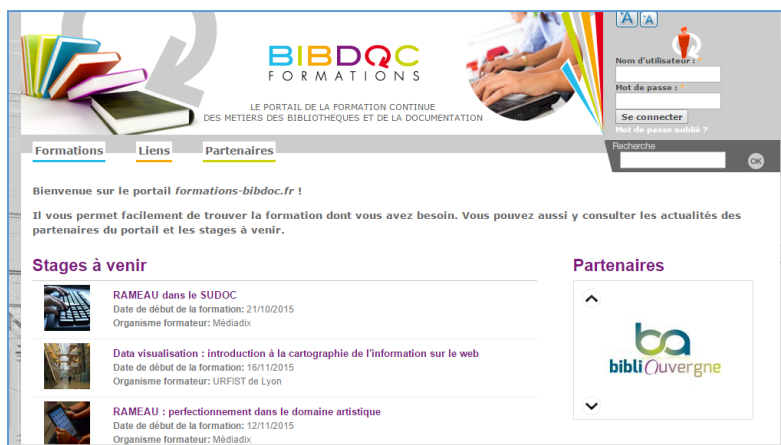 A A
BIBDOC
FORMATIONS
LE PORTAIL DE LA FORMATION CONTINUE
DES METIERS DES BIBLIOTHEQUES ET DE LA DOCUMENTATION
Nom d'utilisateur : *
Mot de passe : *
Se connecter
Mot de passe oublié ?
Recherche
OK
Formations Liens Partenaires
Bienvenue sur le portail formations-bibdoc.fr !
Il vous permet facilement de trouver la formation dont vous avez besoin. Vous pouvez aussi y consulter les actualités des
partenaires du portail et les stages à venir.
Stages à venir
RAMEAU dans le SUDOC
Date de début de la formation: 21/10/2015
Organisme formateur: Médiadix
Data visualisation : introduction à la cartographie de l'information sur le web
Date de début de la formation: 16/11/2015
Organisme formateur: URFIST de Lyon
RAMEAU : perfectionnement dans le domaine artistique
Date de début de la formation: 12/11/2015
Organisme formateur: Médiadix
Partenaires
ba
bibliOuvergne